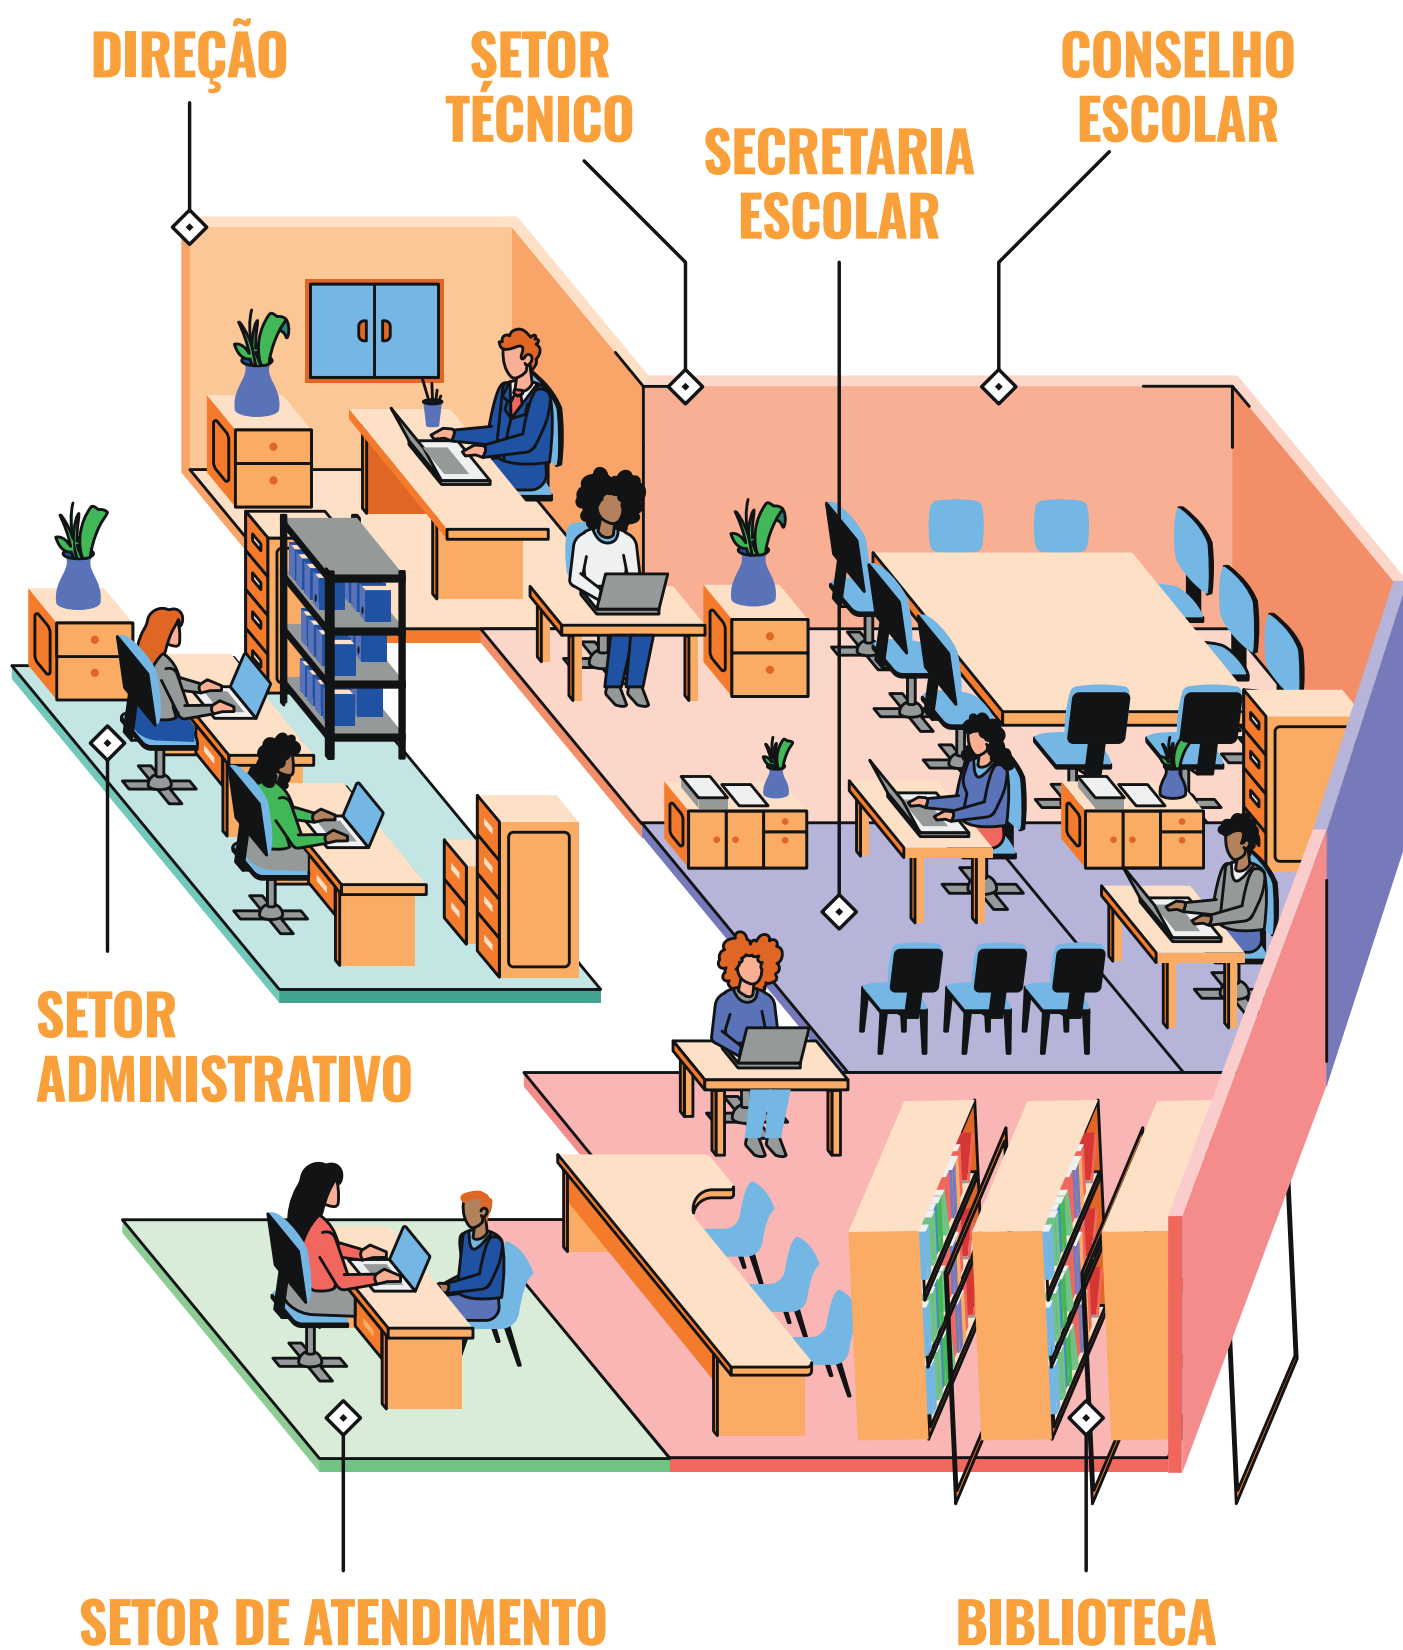 DIREÇÃO
SETOR
TÉCNICO
SECRETARIA
ESCOLAR
CONSELHO
ESCOLAR
SETOR
ADMINISTRATIVO
SETOR DE ATENDIMENTO
BIBLIOTECA